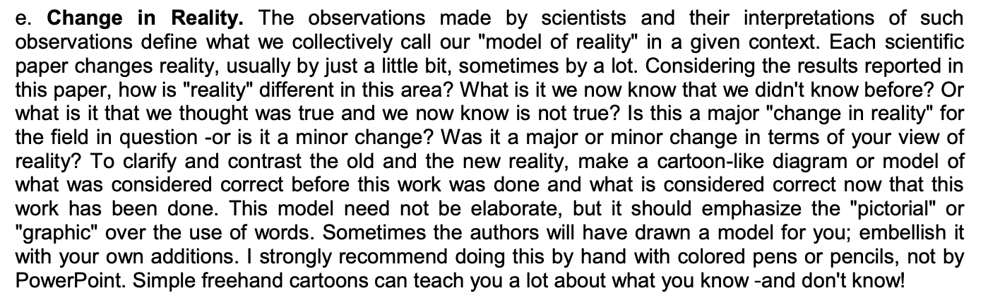 e. Change in Reality. The observations made by scientists and their interpretations of such
observations define what we collectively call our "model of reality" in a given context. Each scientific
paper changes reality, usually by just a little bit, sometimes by a lot. Considering the results reported in
this paper, how is "reality" different in this area? What is it we now know that we didn't know before? Or
what is it that we thought was true and we now know is not true? Is this a major "change in reality" for
the field in question -or is it a minor change? Was it a major or minor change in terms of your view of
reality? To clarify and contrast the old and the new reality, make a cartoon-like diagram or model of
what was considered correct before this work was done and what is considered correct now that this
work has been done. This model need not be elaborate, but it should emphasize the "pictorial" or
"graphic" over the use of words. Sometimes the authors will have drawn a model for you; embellish it
with your own additions. I strongly recommend doing this by hand with colored pens or pencils, not by
PowerPoint. Simple freehand cartoons can teach you a lot about what you know -and don't know!